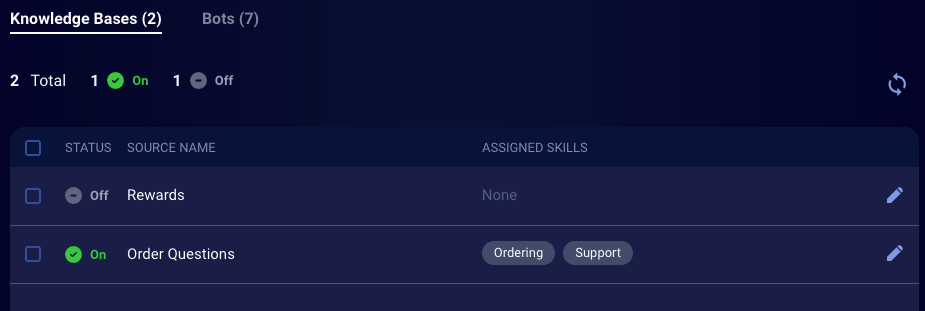 Knowledge Bases (2) Bots (7)
2 Total 1 On 1 Off
STATUS SOURCE NAME ASSIGNED SKILLS
Off Rewards None
On Order Questions Ordering Support